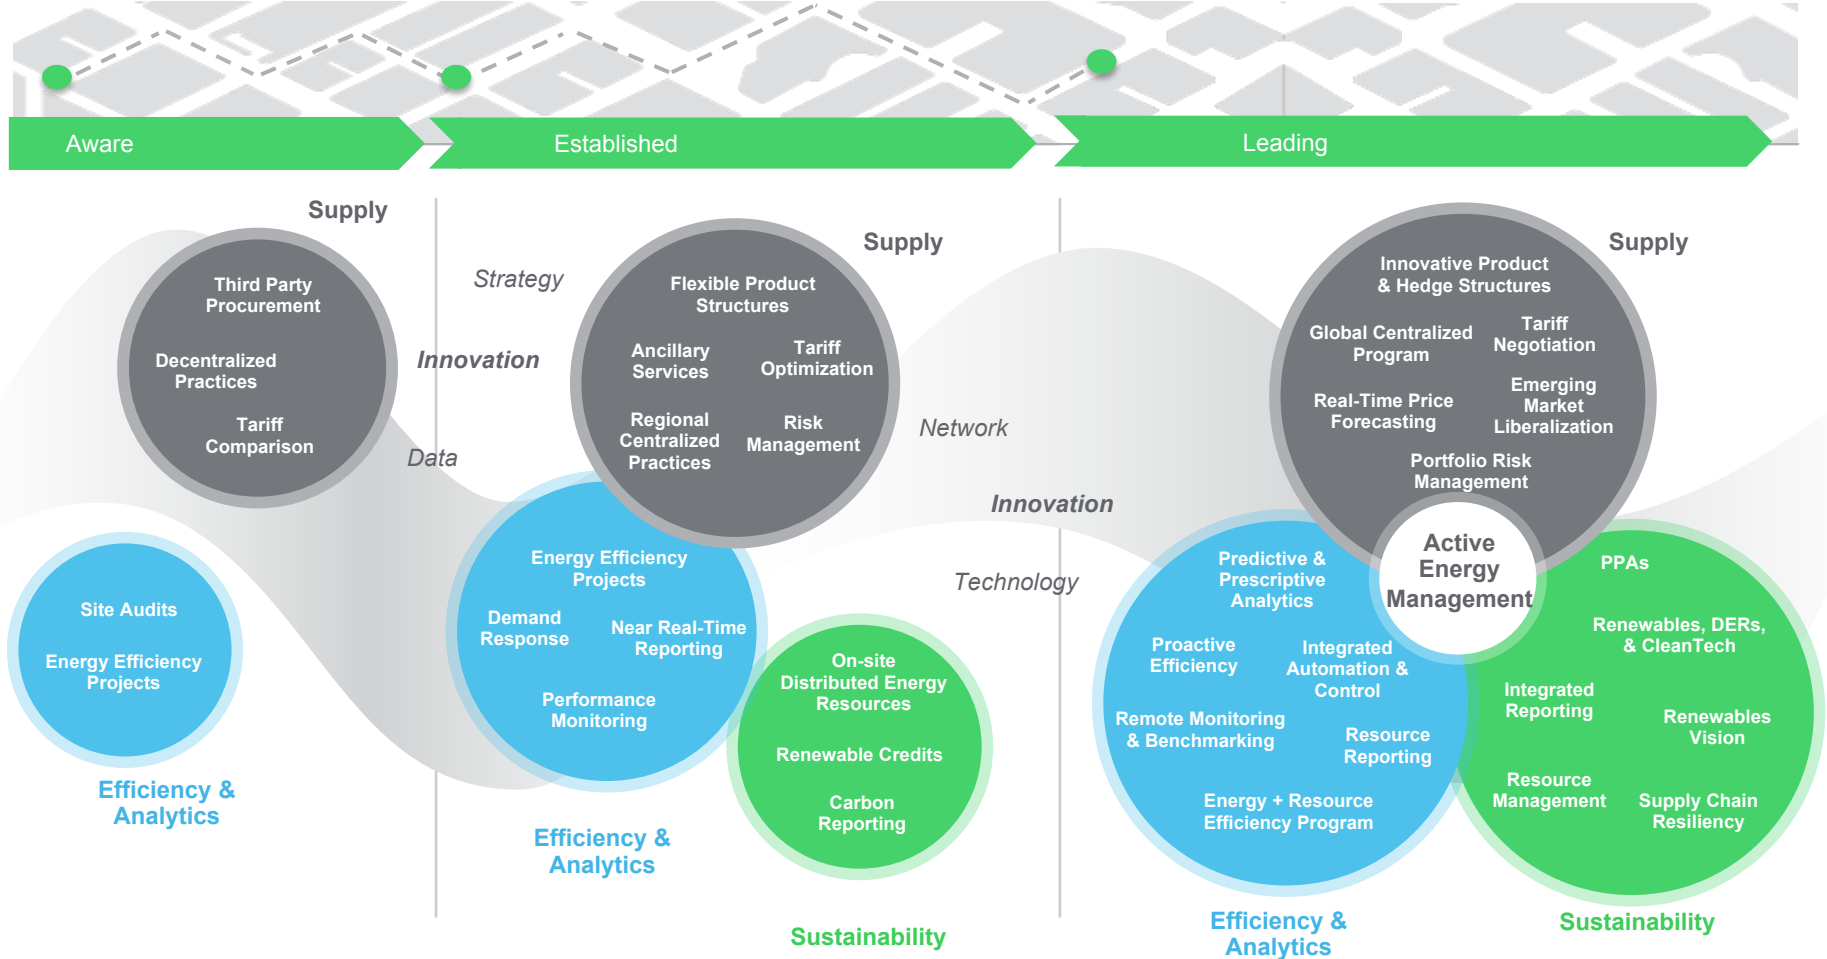 Aware
Established
Leading
Supply
Third Party
Procurement
Decentralized
Practices
Tariff
Comparison
Site Audits
Energy Efficiency
Projects
Efficiency &
Analytics
Strategy
Innovation
Data
Supply
Flexible Product
Structures
Ancillary
Services
Tariff
Optimization
Regional
Centralized
Practices
Risk
Management
Energy Efficiency
Projects
Demand
Response
Near Real-Time
Reporting
Performance
Monitoring
Efficiency &
Analytics
On-site
Distributed Energy
Resources
Renewable Credits
Carbon
Reporting
Sustainability
Network
Innovation
Technology
Supply
Innovative Product
& Hedge Structures
Global Centralized
Program
Tariff
Negotiation
Real-Time Price
Forecasting
Emerging
Market
Liberalization
Portfolio Risk
Management
Active
Energy
Management
Predictive &
Prescriptive
Analytics
Proactive
Efficiency
Integrated
Automation &
Control
Remote Monitoring
& Benchmarking
Resource
Reporting
Energy + Resource
Efficiency Program
Efficiency &
Analytics
PPAs
Renewables, DERs,
& CleanTech
Integrated
Reporting
Renewables
Vision
Resource
Management
Supply Chain
Resiliency
Sustainability